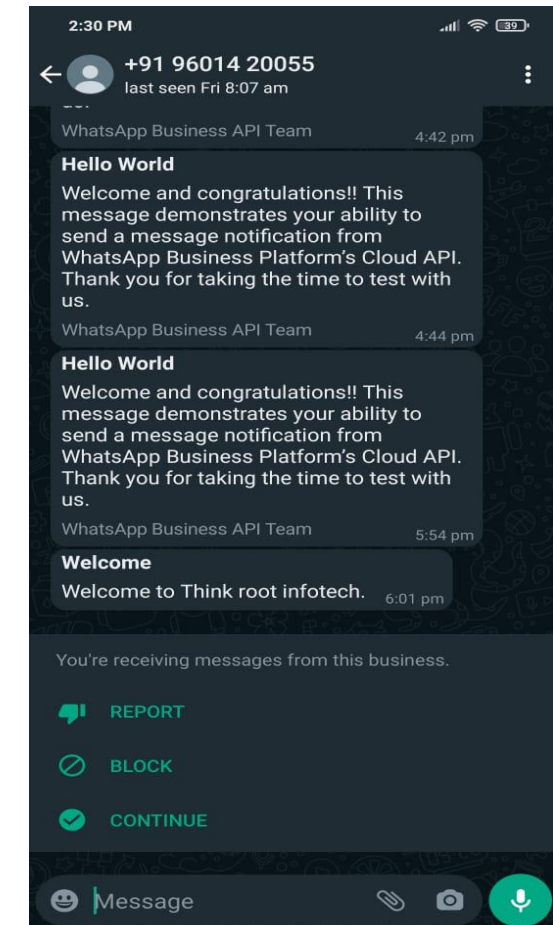 2:30 PM
39
+91 96014 20055
last seen Fri 8:07 am
WhatsApp Business API Team
4:42 pm
Hello World
Welcome and congratulations!! This
message demonstrates your ability to
send a message notification from
WhatsApp Business Platform's Cloud API.
Thank you for taking the time to test with
us.
WhatsApp Business API Team
4:44 pm
Hello World
Welcome and congratulations!! This
message demonstrates your ability to
send a message notification from
WhatsApp Business Platform's Cloud API.
Thank you for taking the time to test with
us.
WhatsApp Business API Team
5:54 pm
Welcome
Welcome to Think root infotech.
6:01 pm
You're receiving messages from this business.
REPORT
BLOCK
CONTINUE
Message